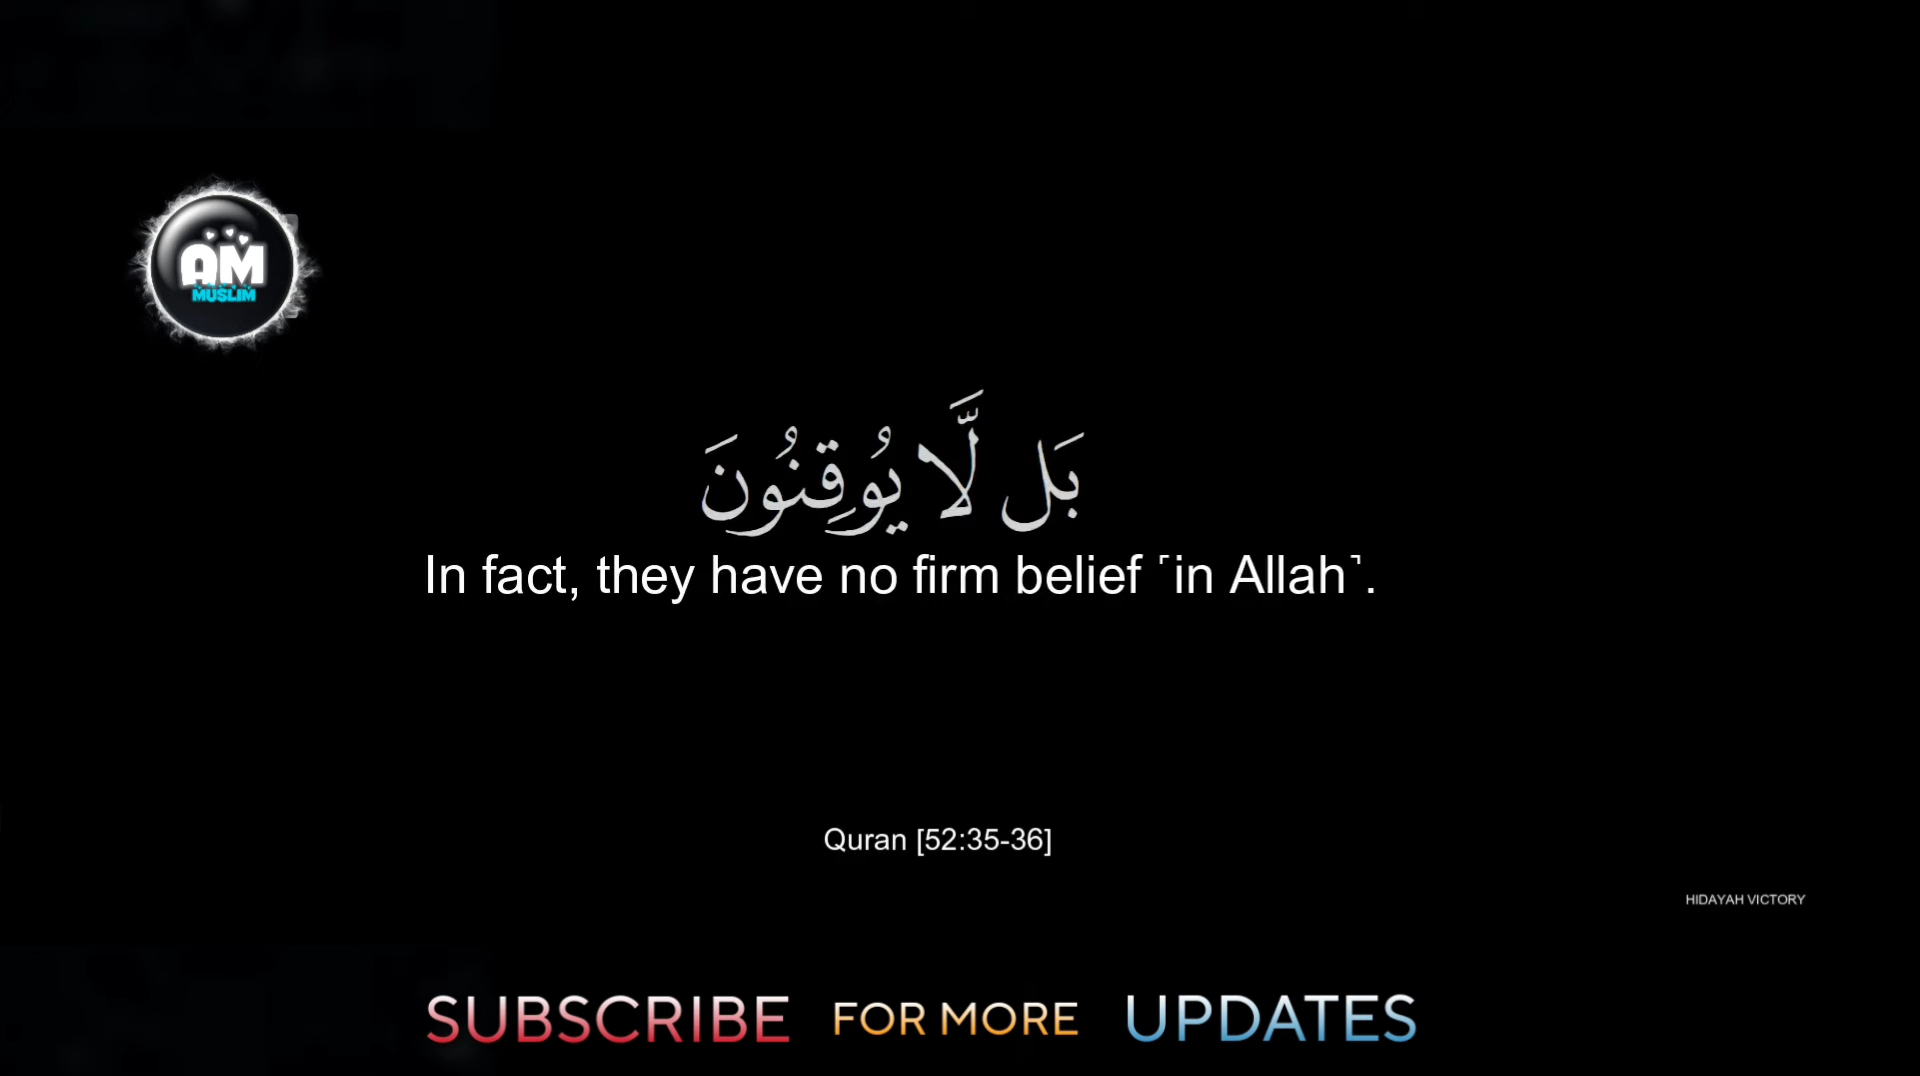 AM
MUSLIM
بَل لَّا يُوقِنُونَ
In fact, they have no firm belief ˹in Allah˺.
Quran [52:35-36]
HIDAYAH VICTORY
SUBSCRIBE FOR MORE UPDATES